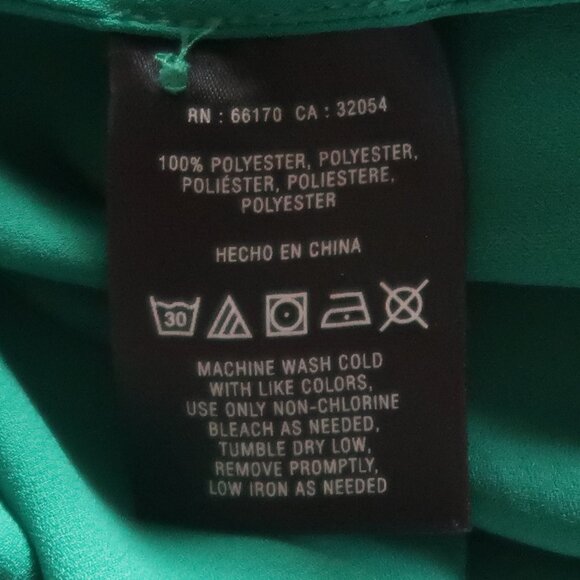 RN : 66170 CA : 32054
100% POLYESTER, POLYESTER,
POLIÉSTER, POLIESTERE,
POLYESTER
HECHO EN CHINA
30
MACHINE WASH COLD
WITH LIKE COLORS,
USE ONLY NON-CHLORINE
BLEACH AS NEEDED,
TUMBLE DRY LOW,
REMOVE PROMPTLY,
LOW IRON AS NEEDED